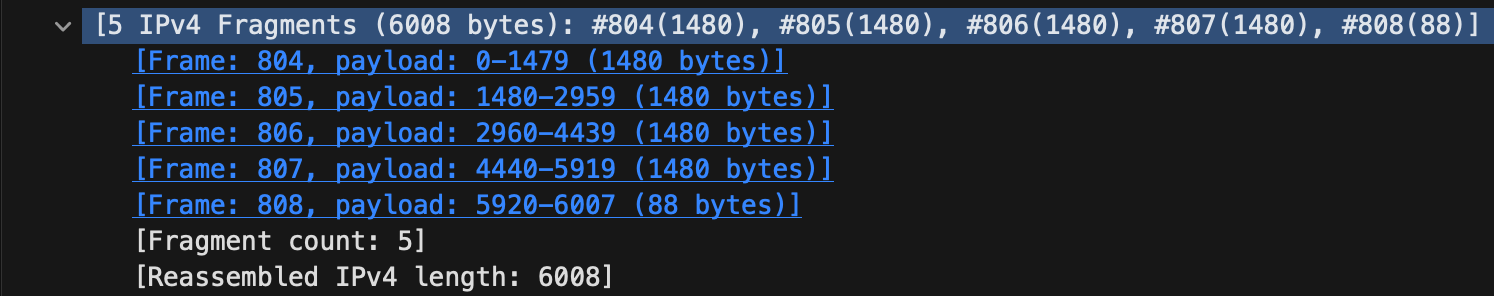 [5 IPv4 Fragments (6008 bytes): #804(1480), #805(1480), #806(1480), #807(1480), #808(88)]
[Frame: 804, payload: 0-1479 (1480 bytes)]
[Frame: 805, payload: 1480-2959 (1480 bytes)]
[Frame: 806, payload: 2960-4439 (1480 bytes)]
[Frame: 807, payload: 4440-5919 (1480 bytes)]
[Frame: 808, payload: 5920-6007 (88 bytes)]
[Fragment count: 5]
[Reassembled IPv4 length: 6008]